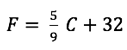 F = 5/9 C + 32